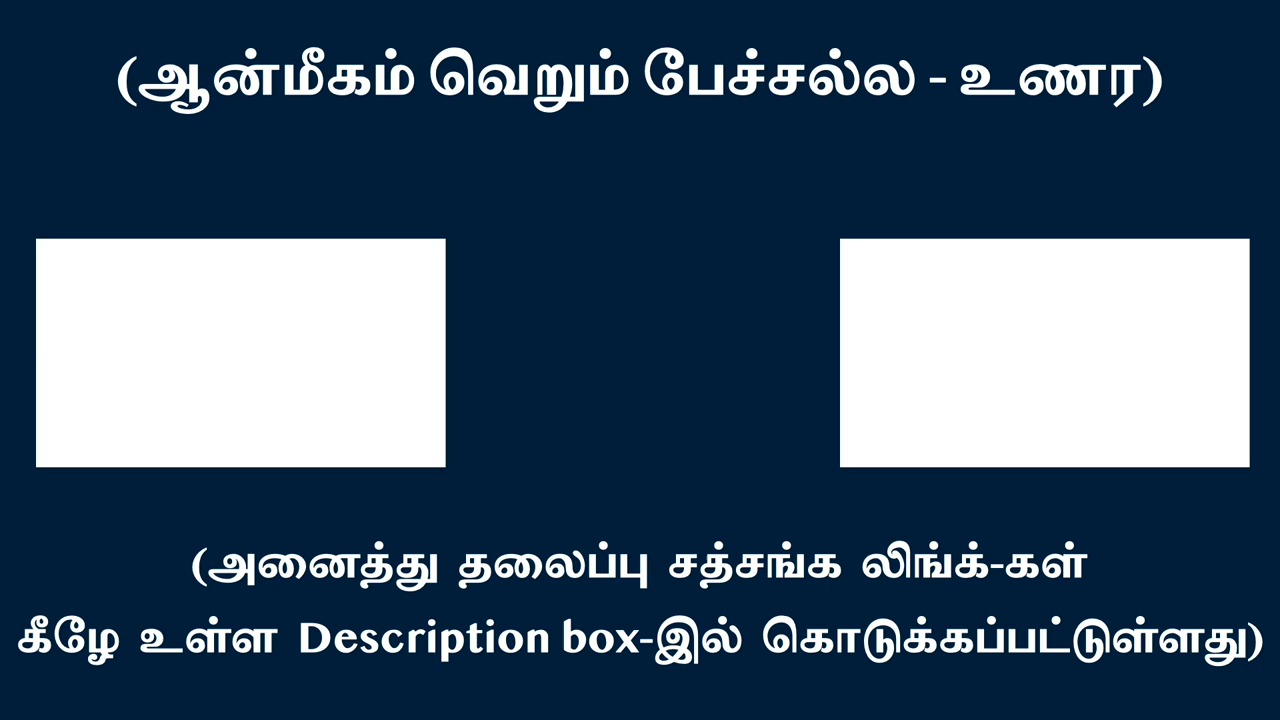 (ஆன்மீகம் வெறும் பேச்சல்ல - உணர)
(அனைத்து தலைப்பு சத்சங்க லிங்க்-கள்
கீழே உள்ள Description box-இல் கொடுக்கப்பட்டுள்ளது)